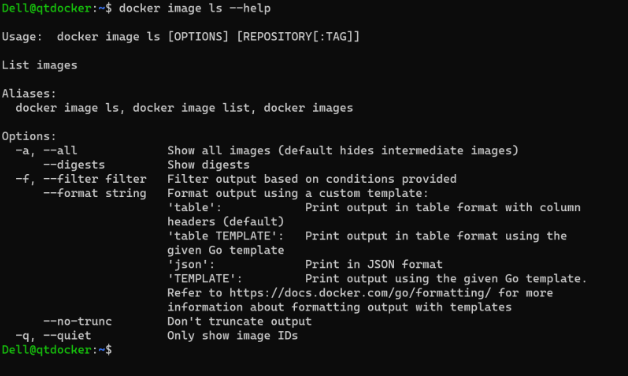 Dell@qtdocker:~$ docker image ls --help
Usage:  docker image ls [OPTIONS] [REPOSITORY[:TAG]]
List images
Aliases:
  docker image ls, docker image list, docker images
Options:
  -a, --all             Show all images (default hides intermediate images)
      --digests         Show digests
  -f, --filter filter   Filter output based on conditions provided
      --format string   Format output using a custom template:
                        'table':            Print output in table format with column
                        headers (default)
                        'table TEMPLATE':   Print output in table format using the
                        given Go template
                        'json':             Print in JSON format
                        'TEMPLATE':         Print output using the given Go template.
                        Refer to https://docs.docker.com/go/formatting/ for more
                        information about formatting output with templates
      --no-trunc        Don't truncate output
  -q, --quiet           Only show image IDs
Dell@qtdocker:~$